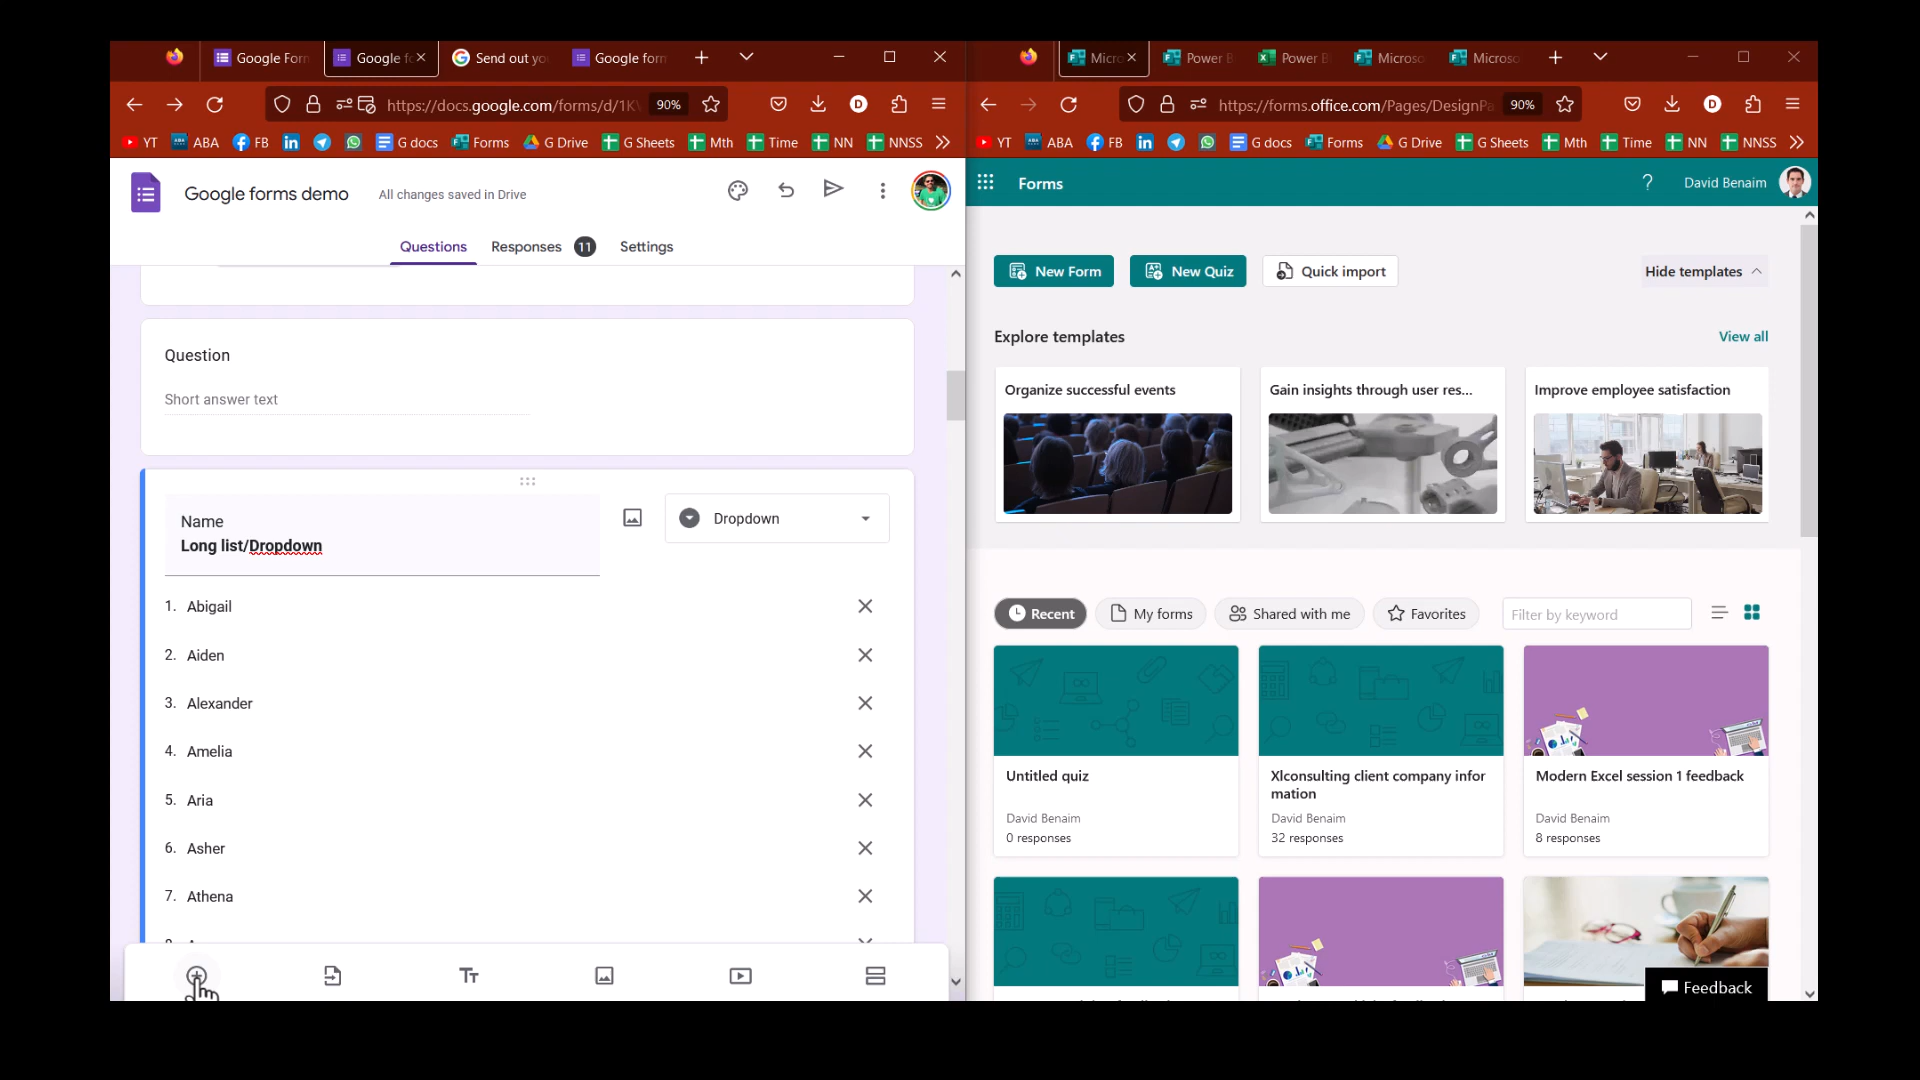 Google For
Google fo
Send out yo
Google form
https://docs.google.com/forms/d/1K
90%
YT
ABA
FB
G docs
Forms
G Drive
G Sheets
Mth
Time
NN
NNSS
Google forms demo
All changes saved in Drive
Questions
Responses
11
Settings
Question
Short answer text
Name
Long list/Dropdown
Dropdown
1. Abigail
2. Aiden
3. Alexander
4. Amelia
5. Aria
6. Asher
7. Athena
Micro
Power B
Power B
Microso
Microso
https://forms.office.com/Pages/DesignPa
90%
YT
ABA
FB
G docs
Forms
G Drive
G Sheets
Mth
Time
NN
NNSS
Forms
? David Benaim
New Form
New Quiz
Quick import
Hide templates
Explore templates
View all
Organize successful events
Gain insights through user res...
Improve employee satisfaction
Recent
My forms
Shared with me
Favorites
Filter by keyword
Untitled quiz
David Benaim
0 responses
Xlconsulting client company infor
mation
David Benaim
32 responses
Modern Excel session 1 feedback
David Benaim
8 responses
Feedback